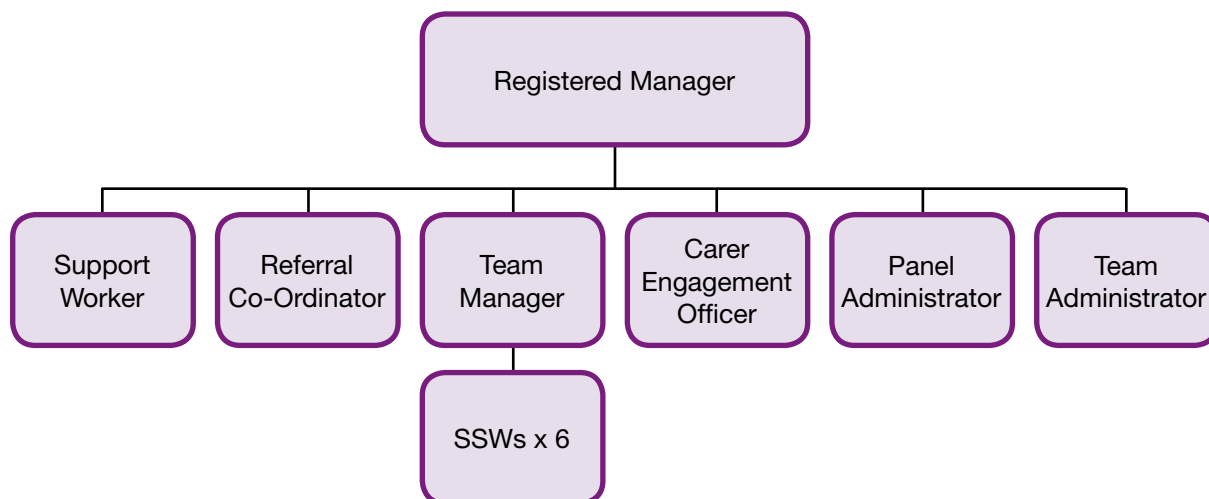 Registered Manager
Support
Worker
Referral
Co-Ordinator
Team
Manager
Carer
Engagement
Officer
Panel
Administrator
Team
Administrator
SSWs x 6